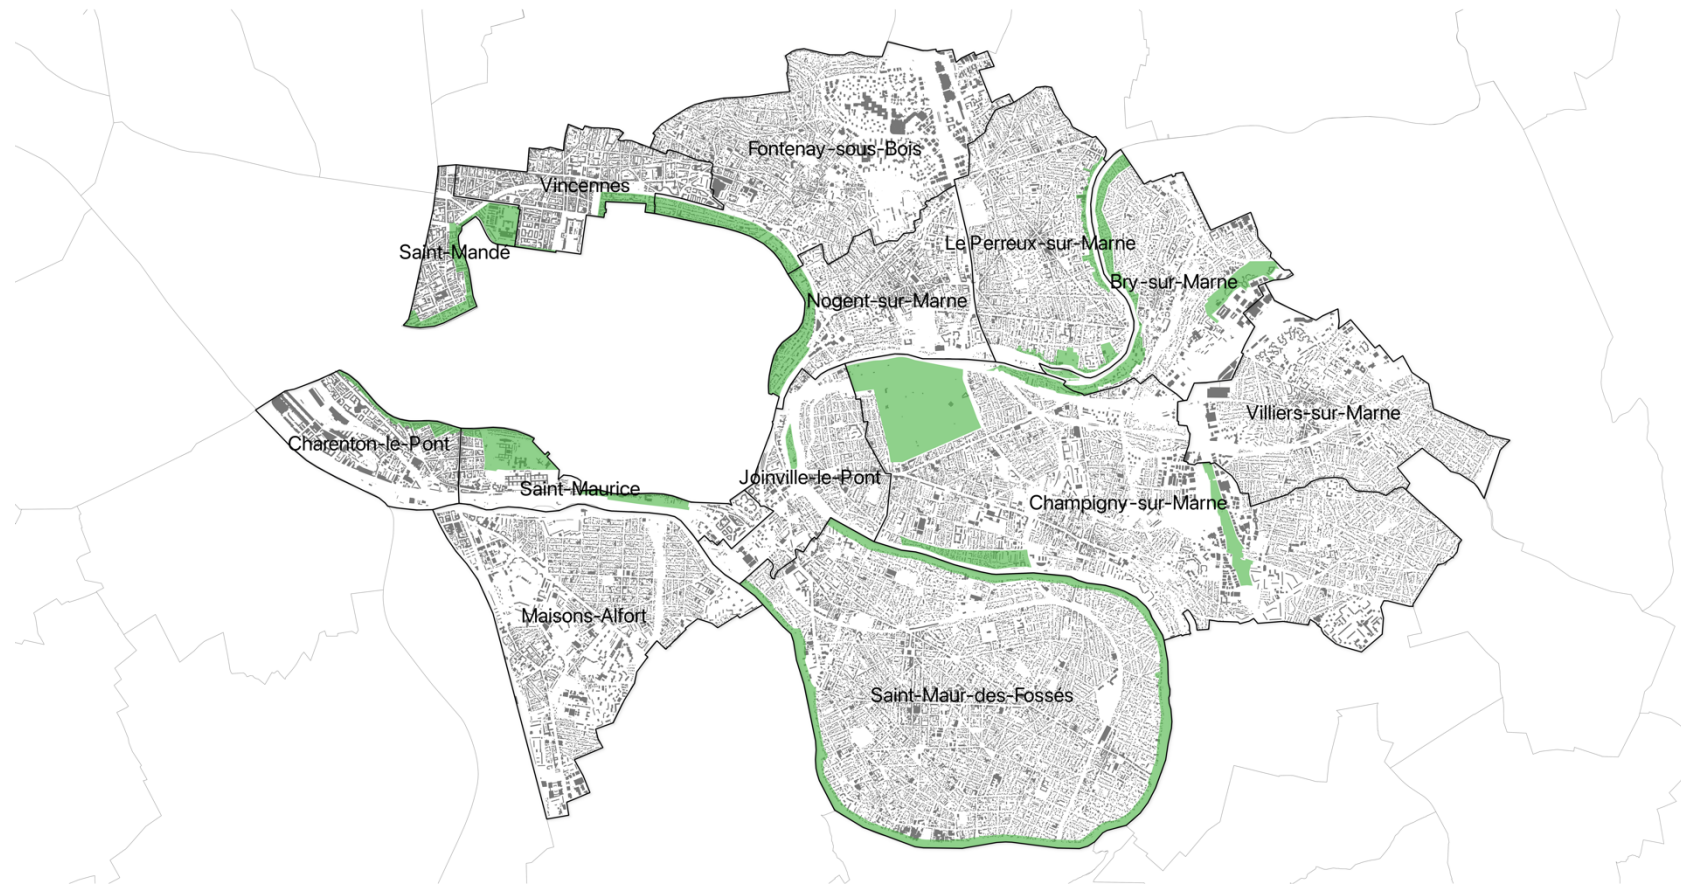 Fontenay-sous-Bois
Vincennes
Le Perreux-sur-Marne
Saint-Mande
Bry-sur-Marne
Nogent-sur-Marne
Villiers-sur-Marne
Charenton-le-Pont
Joinville-le-Pont
Saint-Maurice
Champigny-sur-Marne
Maisons-Alfort
Saint-Maur-des-Fossés